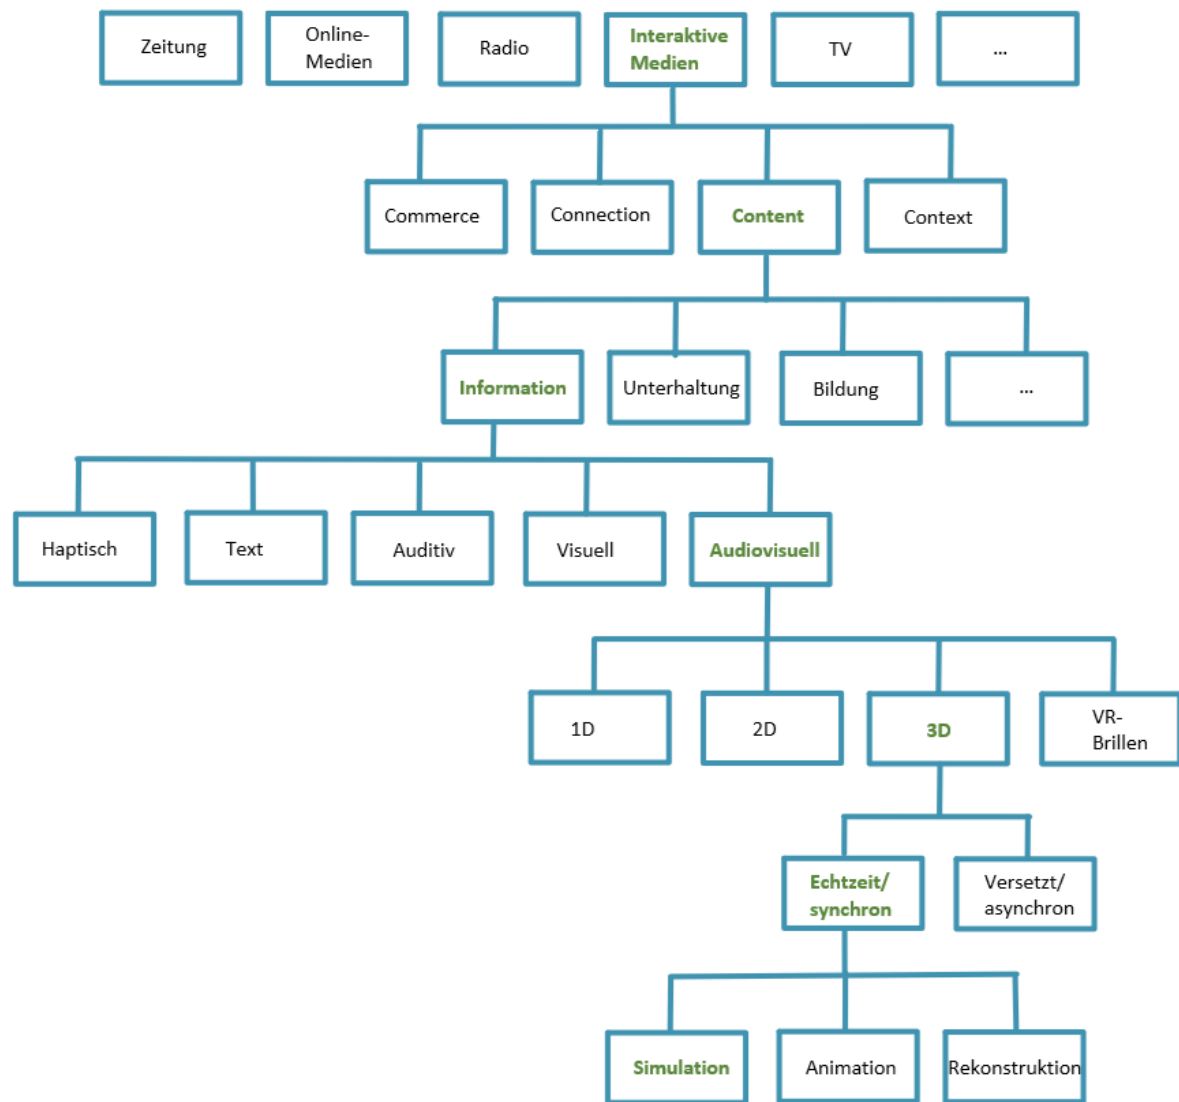 Zeitung
Online-
Medien
Radio
Interaktive
Medien
TV
...
Commerce
Connection
Content
Context
Information
Unterhaltung
Bildung
...
Haptisch
Text
Auditiv
Visuell
Audiovisuell
1D
2D
3D
VR-
Brillen
Echtzeit/
synchron
Versetzt/
asynchron
Simulation
Animation
Rekonstruktion